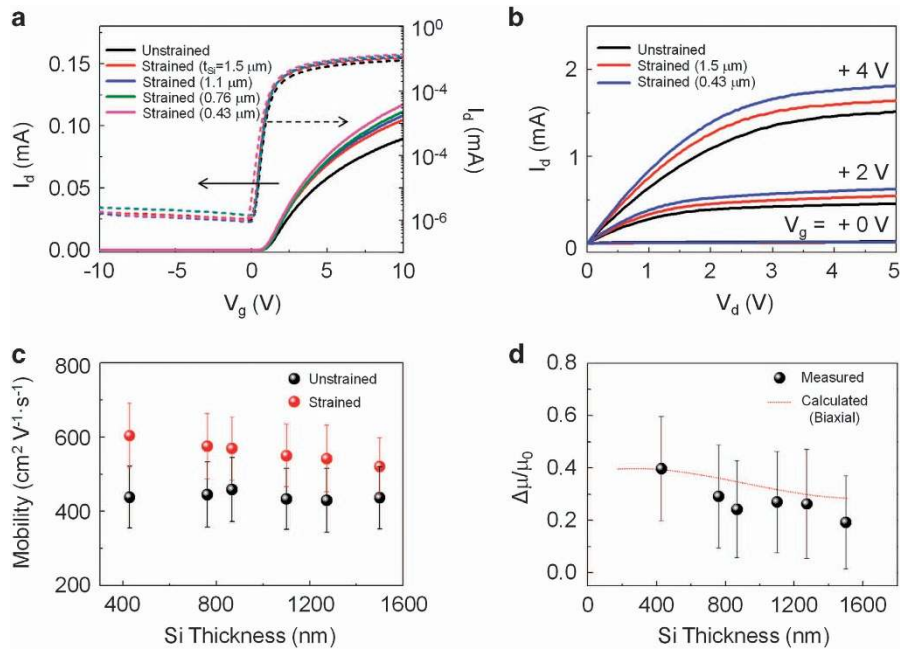 a
Unstrained
Strained (tSi=1.5 μm)
Strained (1.1 μm)
Strained (0.76 μm)
Strained (0.43 μm)
0.15
0.10
0.05
0.00
Id (mA)
10^0
10^-4
10^-4
10^-6
Id (mA)
-10
-5
0
5
10
Vg (V)
b
Unstrained
Strained (1.5 μm)
Strained (0.43 μm)
+ 4 V
+ 2 V
Vg = + 0 V
2
1
0
Id (mA)
0
1
2
3
4
5
Vd (V)
c
Unstrained
Strained
800
600
400
200
Mobility (cm2 V-1·s-1)
400
800
1200
1600
Si Thickness (nm)
d
Measured
Calculated
(Biaxial)
0.8
0.6
0.4
0.2
0.0
Δμ/μ0
0
400
800
1200
1600
Si Thickness (nm)